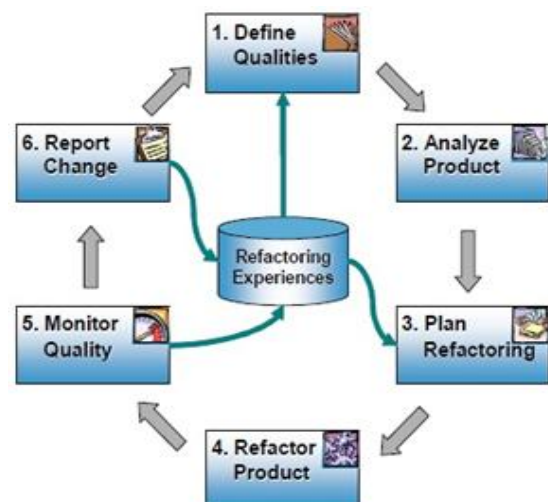 1. Define
Qualities
2. Analyze
Product
3. Plan
Refactoring
4. Refactor
Product
5. Monitor
Quality
6. Report
Change
Refactoring
Experiences